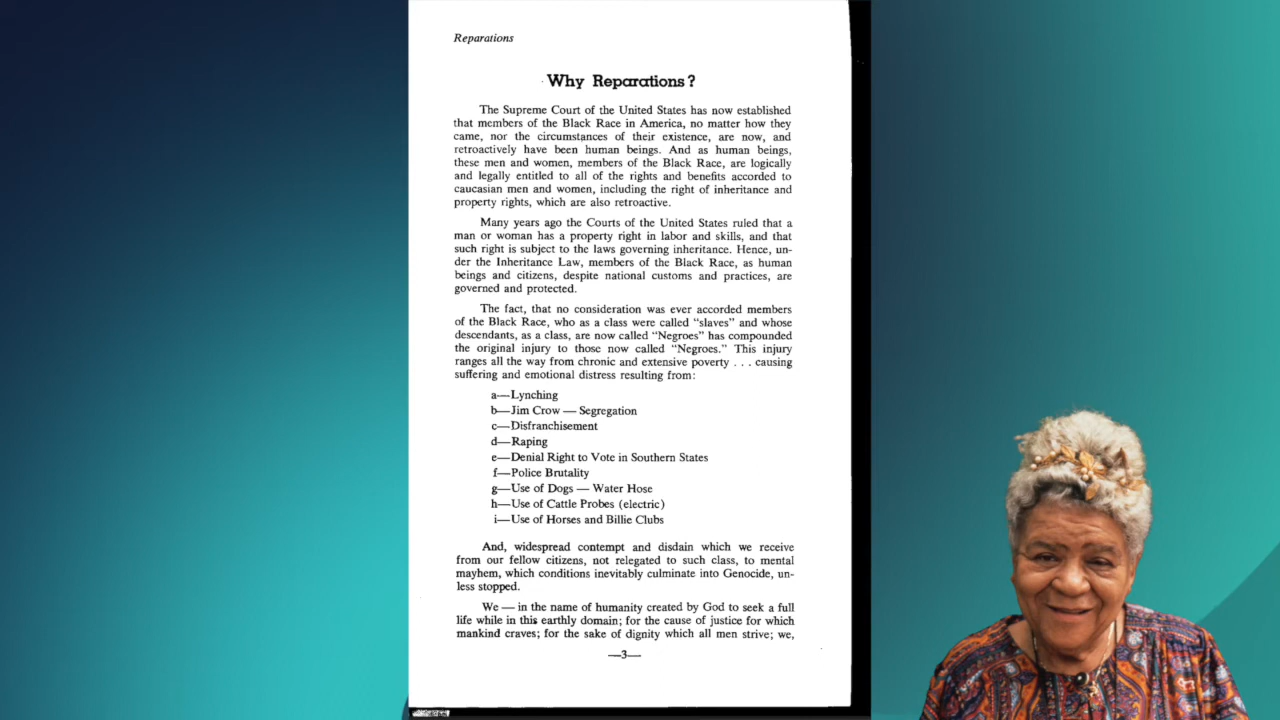 Reparations
Why Reparations?
The Supreme Court of the United States has now established
that members of the Black Race in America, no matter how they
came, nor the circumstances of their existence, are now, and
retroactively have been human beings. And as human beings,
these men and women, members of the Black Race, are logically
and legally entitled to all of the rights and benefits accorded to
caucasian men and women, including the right of inheritance and
property rights, which are also retroactive.
Many years ago the Courts of the United States ruled that a
man or woman has a property right in labor and skills, and that
such right is subject to the laws governing inheritance. Hence, un-
der the Inheritance Law, members of the Black Race, as human
beings and citizens, despite national customs and practices, are
governed and protected.
The fact, that no consideration was ever accorded members
of the Black Race, who as a class were called "slaves" and whose
descendants, as a class, are now called "Negroes" has compounded
the original injury to those now called "Negroes." This injury
ranges all the way from chronic and extensive poverty . . . causing
suffering and emotional distress resulting from:
a—Lynching
b—Jim Crow — Segregation
c—Disfranchisement
d—Raping
e—Denial Right to Vote in Southern States
f—Police Brutality
g—Use of Dogs — Water Hose
h—Use of Cattle Probes (electric)
i—Use of Horses and Billie Clubs
And, widespread contempt and disdain which we receive
from our fellow citizens, not relegated to such class, to mental
mayhem, which conditions inevitably culminate into Genocide, un-
less stopped.
We — in the name of humanity created by God to seek a full
life while in this earthly domain; for the cause of justice for which
mankind craves; for the sake of dignity which all men strive; we,
—3—